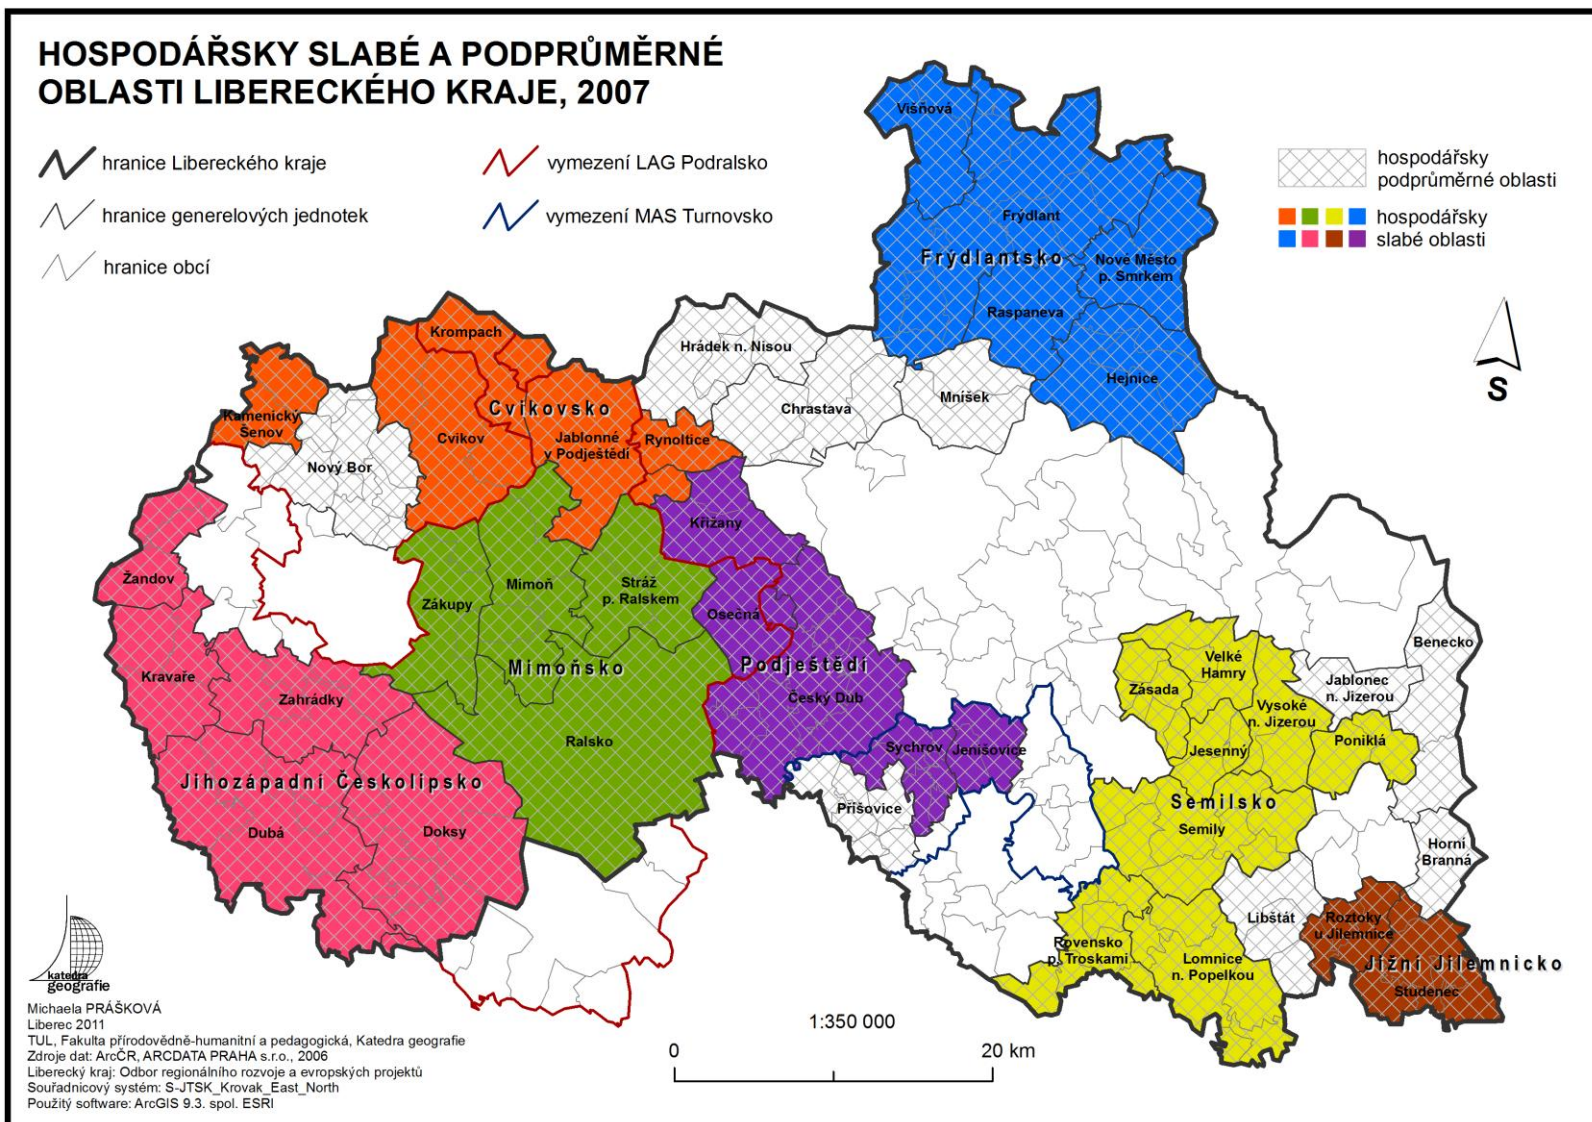 HOSPODÁŘSKY SLABÉ A PODPRŮMĚRNÉ
OBLASTI LIBERECKÉHO KRAJE, 2007
hranice Libereckého kraje
hranice generelových jednotek
hranice obcí
vymezení LAG Podralsko
vymezení MAS Turnovsko
hospodářsky
podprůměrné oblasti
hospodářsky
slabé oblasti
S
Višňová
Frýdlant
Frýdlantsko
Nové Město
p. Smrkem
Raspaneva
Hejnice
Krompach
Hrádek n. Nisou
Mníšek
Chrastava
Cvikovsko
Kamenický
Šenov
Cvikov
Jablonné
v Podještědí
Rynoltice
Nový Bor
Křižany
Žandov
Zákupy
Mimoň
Stráž
p. Ralskem
Osečná
Mimoňsko
Podještědí
Český Dub
Kravaře
Zahrádky
Ralsko
Jihozápadní Českolipsko
Dubá
Doksy
Sychrov
Jenišovice
Příšovice
Benecko
Velké
Hamry
Zásada
Jablonec
n. Jizerou
Vysoké
n. Jizerou
Jesenný
Poniklá
Semilsko
Semily
Horní
Branná
Libštát
Roztoky
u Jilemnice
Rovensko
p. Troskami
Lomnice
n. Popelkou
Jižní Jilemnicko
Studenec
katedra
geografie
Michaela PRÁŠKOVÁ
Liberec 2011
TUL, Fakulta přírodovědně-humanitní a pedagogická, Katedra geografie
Zdroje dat: ArcČR, ARCDATA PRAHA s.r.o., 2006
Liberecký kraj: Odbor regionálního rozvoje a evropských projektů
Souřadnicový systém: S-JTSK_Krovak_East_North
Použitý software: ArcGIS 9.3. spol. ESRI
1:350 000
0 20 km